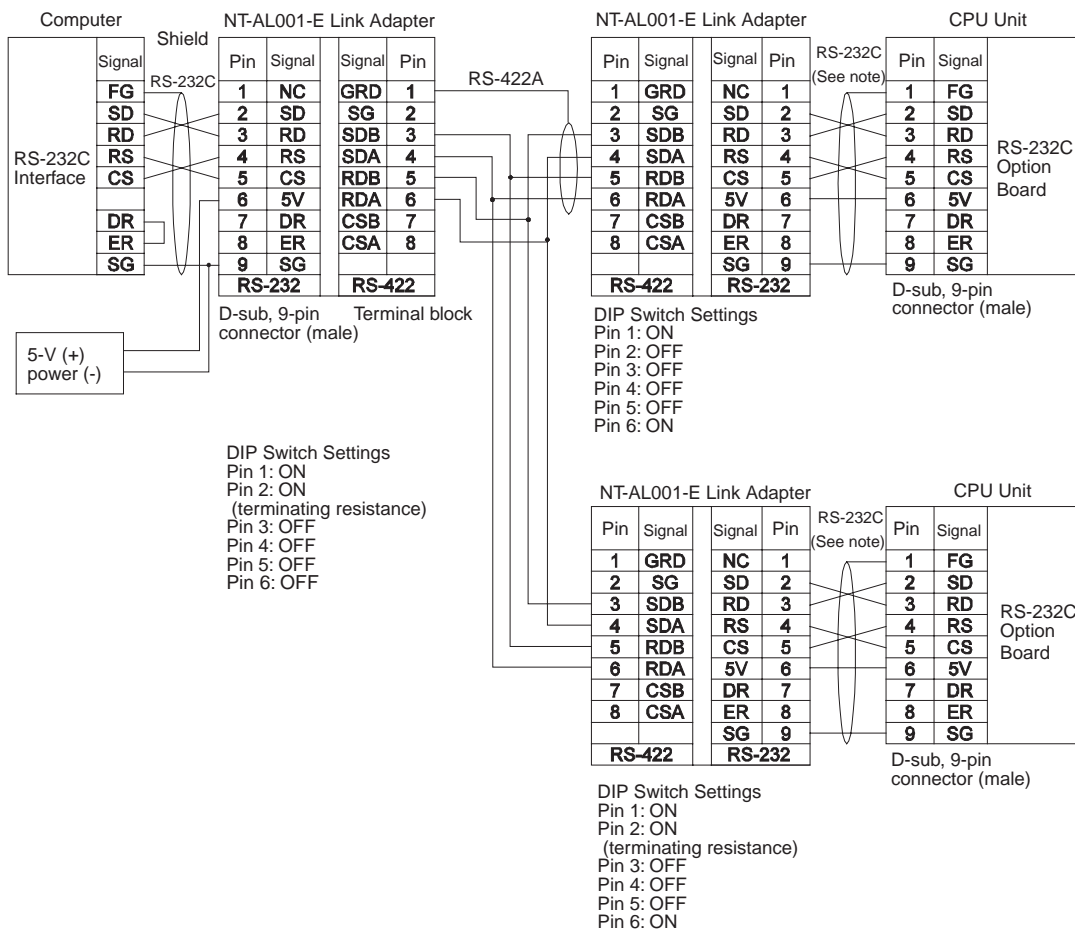 Computer
NT-AL001-E Link Adapter
NT-AL001-E Link Adapter
CPU Unit
Shield
Signal
FG
SD
RD
RS
CS
DR
ER
SG
RS-232C
Interface
RS-232C
Pin Signal Signal Pin
1 NC GRD 1
2 SD SG 2
3 RD SDB 3
4 RS SDA 4
5 CS RDB 5
6 5V RDA 6
7 DR CSB 7
8 ER CSA 8
9 SG
RS-232 RS-422
D-sub, 9-pin
connector (male)
Terminal block
RS-422A
Pin Signal Signal Pin
1 GRD NC 1
2 SG SD 2
3 SDB RD 3
4 SDA RS 4
5 RDB CS 5
6 RDA 5V 6
7 CSB DR 7
8 CSA ER 8
SG 9
RS-422 RS-232
RS-232C
(See note)
Pin Signal
1 FG
2 SD
3 RD
4 RS
5 CS
6 5V
7 DR
8 ER
9 SG
RS-232C
Option
Board
D-sub, 9-pin
connector (male)
5-V (+)
power (-)
DIP Switch Settings
Pin 1: ON
Pin 2: OFF
Pin 3: OFF
Pin 4: OFF
Pin 5: OFF
Pin 6: ON
DIP Switch Settings
Pin 1: ON
Pin 2: ON
(terminating resistance)
Pin 3: OFF
Pin 4: OFF
Pin 5: OFF
Pin 6: OFF
NT-AL001-E Link Adapter
CPU Unit
Pin Signal Signal Pin
1 GRD NC 1
2 SG SD 2
3 SDB RD 3
4 SDA RS 4
5 RDB CS 5
6 RDA 5V 6
7 CSB DR 7
8 CSA ER 8
SG 9
RS-422 RS-232
RS-232C
(See note)
Pin Signal
1 FG
2 SD
3 RD
4 RS
5 CS
6 5V
7 DR
8 ER
9 SG
RS-232C
Option
Board
D-sub, 9-pin
connector (male)
DIP Switch Settings
Pin 1: ON
Pin 2: ON
(terminating resistance)
Pin 3: OFF
Pin 4: OFF
Pin 5: OFF
Pin 6: ON